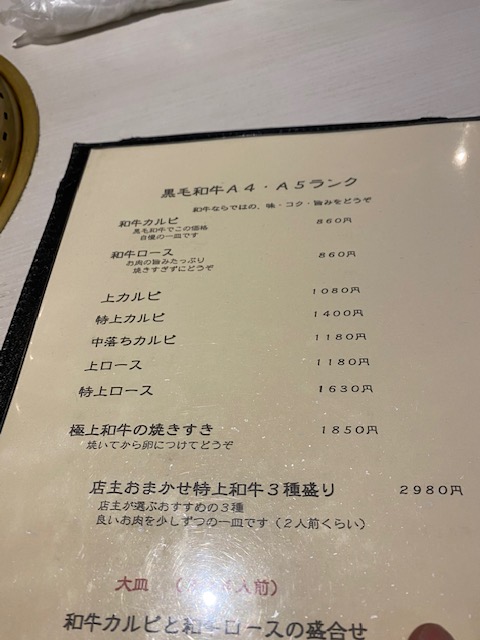 黒毛和牛A4・A5ランク
和牛ならではの、味・コク・旨みをどうぞ
和牛カルビ 860円
黒毛和牛でこの価格
自慢の一皿です
和牛ロース 860円
お肉の旨みたっぷり
焼きすぎずにどうぞ
上カルビ 1080円
特上カルビ 1400円
中落ちカルビ 1180円
上ロース 1180円
特上ロース 1630円
極上和牛の焼きすき 1850円
焼いてから卵につけてどうぞ
店主おまかせ特上和牛3種盛り 2980円
店主が選ぶおすすめの3種
良いお肉を少しずつの一皿です（2人前くらい）
大皿 人前）
和牛カルビと和牛ロースの盛合せ